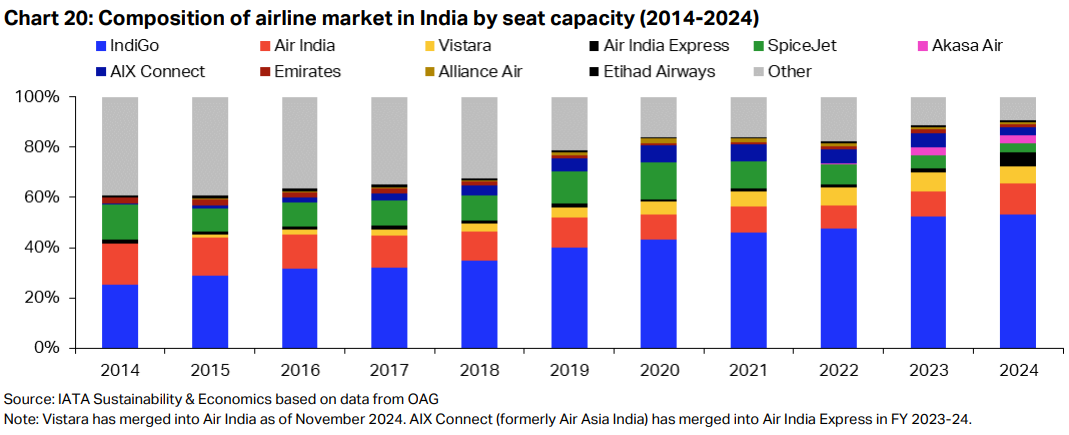 Chart 20: Composition of airline market in India by seat capacity (2014-2024)
IndiGo Air India Vistara Air India Express SpiceJet Akasa Air
AIX Connect Emirates Alliance Air Etihad Airways Other
100%
80%
60%
40%
20%
0%
2014 2015 2016 2017 2018 2019 2020 2021 2022 2023 2024
Source: IATA Sustainability & Economics based on data from OAG
Note: Vistara has merged into Air India as of November 2024. AIX Connect (formerly Air Asia India) has merged into Air India Express in FY 2023-24.